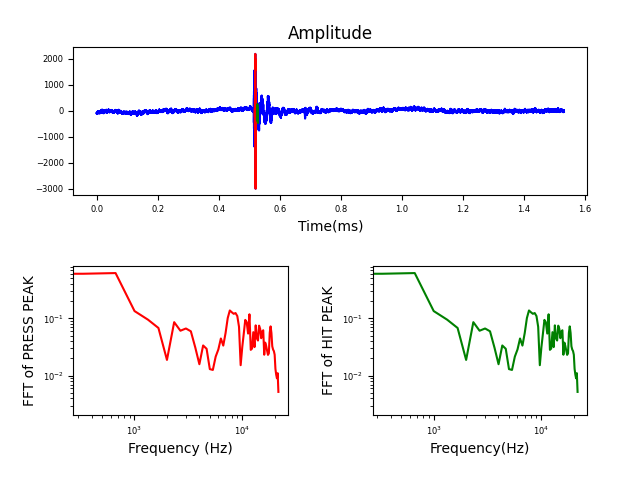 Amplitude
2000
1000
0
−1000
−2000
−3000
0.0 0.2 0.4 0.6 0.8 1.0 1.2 1.4 1.6
Time(ms)
FFT of PRESS PEAK
10⁻¹
10⁻²
10³ 10⁴
Frequency (Hz)
FFT of HIT PEAK
10⁻¹
10⁻²
10³ 10⁴
Frequency(Hz)